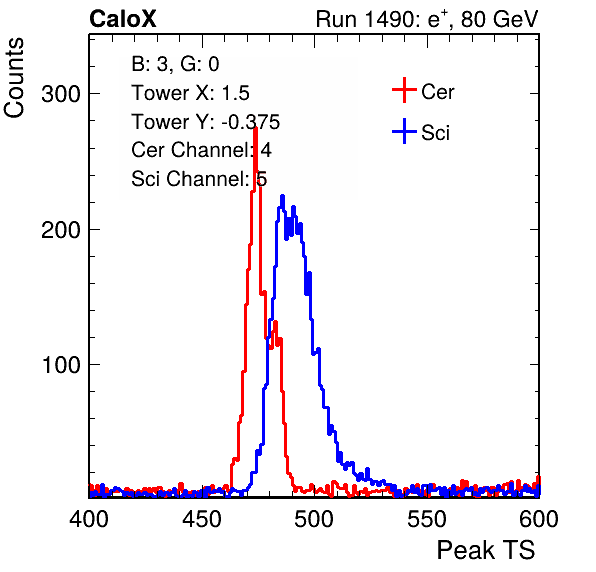 CaloX Run 1490: e⁺, 80 GeV
Counts
B: 3, G: 0
Tower X: 1.5
Tower Y: -0.375
Cer Channel: 4
Sci Channel: 5
Cer
Sci
300
200
100
400 450 500 550 600
Peak TS